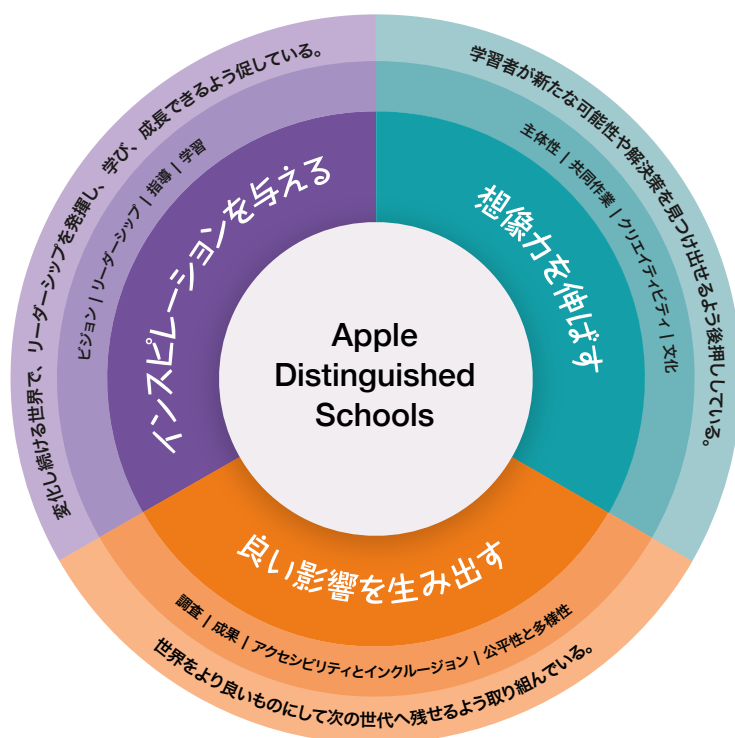 Apple
Distinguished
Schools
インスピレーションを与える
ビジョン | リーダーシップ | 指導 | 学習
変化し続ける世界で、リーダーシップを発揮し、学び、成長できるよう促している。
想像力を伸ばす
主体性 | 共同作業 | クリエイティビティ | 文化
学習者が新たな可能性や解決策を見つけ出せるよう後押ししている。
良い影響を生み出す
調査 | 成果 | アクセシビリティとインクルージョン | 公平性と多様性
世界をより良いものにして次の世代へ残せるよう取り組んでいる。